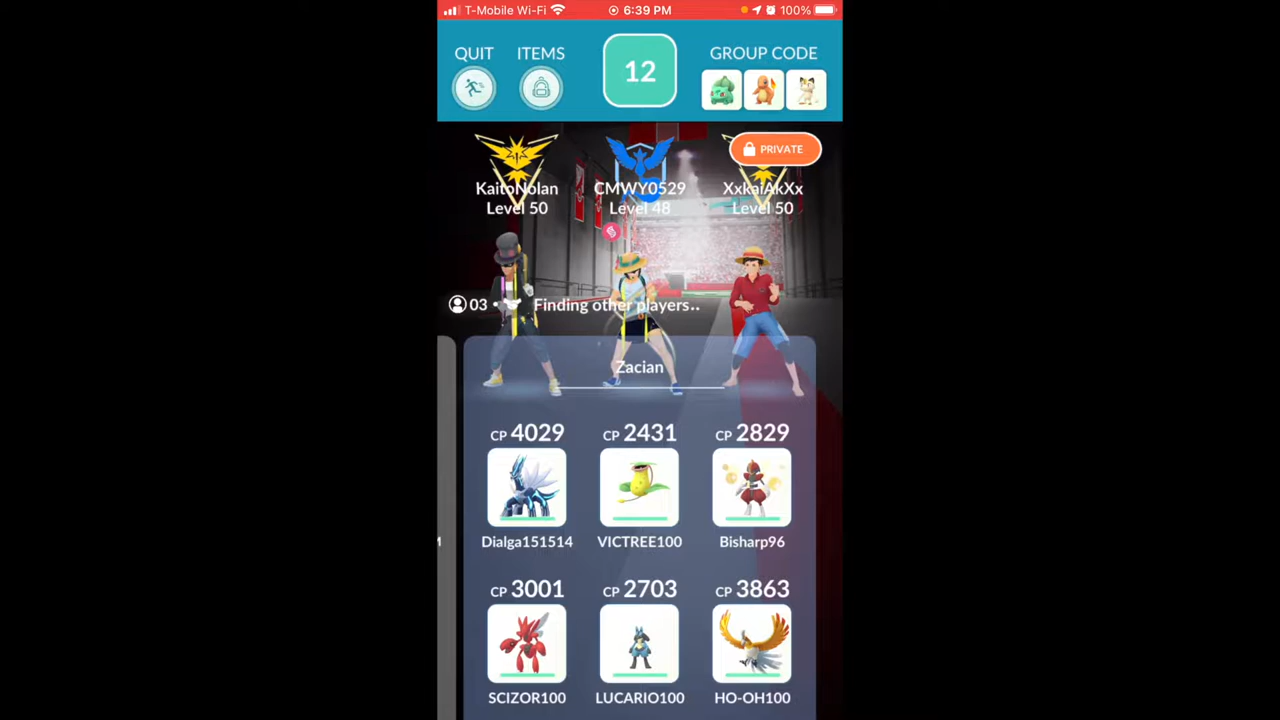 T-Mobile Wi-Fi 6:39 PM 100%
QUIT ITEMS 12 GROUP CODE
PRIVATE
KaitoNolan CMWY0529 XxkaiAkXx
Level 50 Level 48 Level 50
03 • Finding other players..
Zacian
CP 4029 CP 2431 CP 2829
Dialga151514 VICTREE100 Bisharp96
CP 3001 CP 2703 CP 3863
SCIZOR100 LUCARIO100 HO-OH100